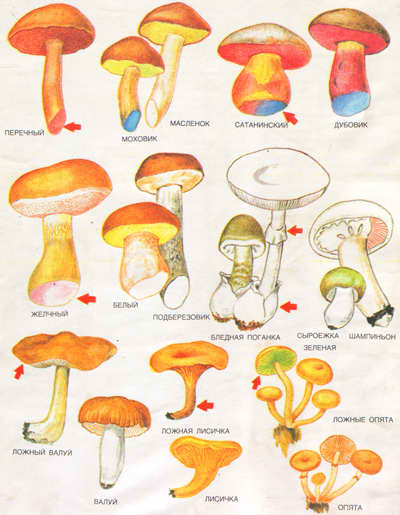 ПЕРЕЧНЫЙ
МОХОВИК
МАСЛЕНОК
САТАНИНСКИЙ
ДУБОВИК
ЖЕЛЧНЫЙ
БЕЛЫЙ
ПОДБЕРЕЗОВИК
БЛЕДНАЯ ПОГАНКА
СЫРОЕЖКА
ЗЕЛЕНАЯ
ШАМПИНЬОН
ЛОЖНЫЙ ВАЛУЙ
ВАЛУЙ
ЛОЖНАЯ ЛИСИЧКА
ЛИСИЧКА
ЛОЖНЫЕ ОПЯТА
ОПЯТА